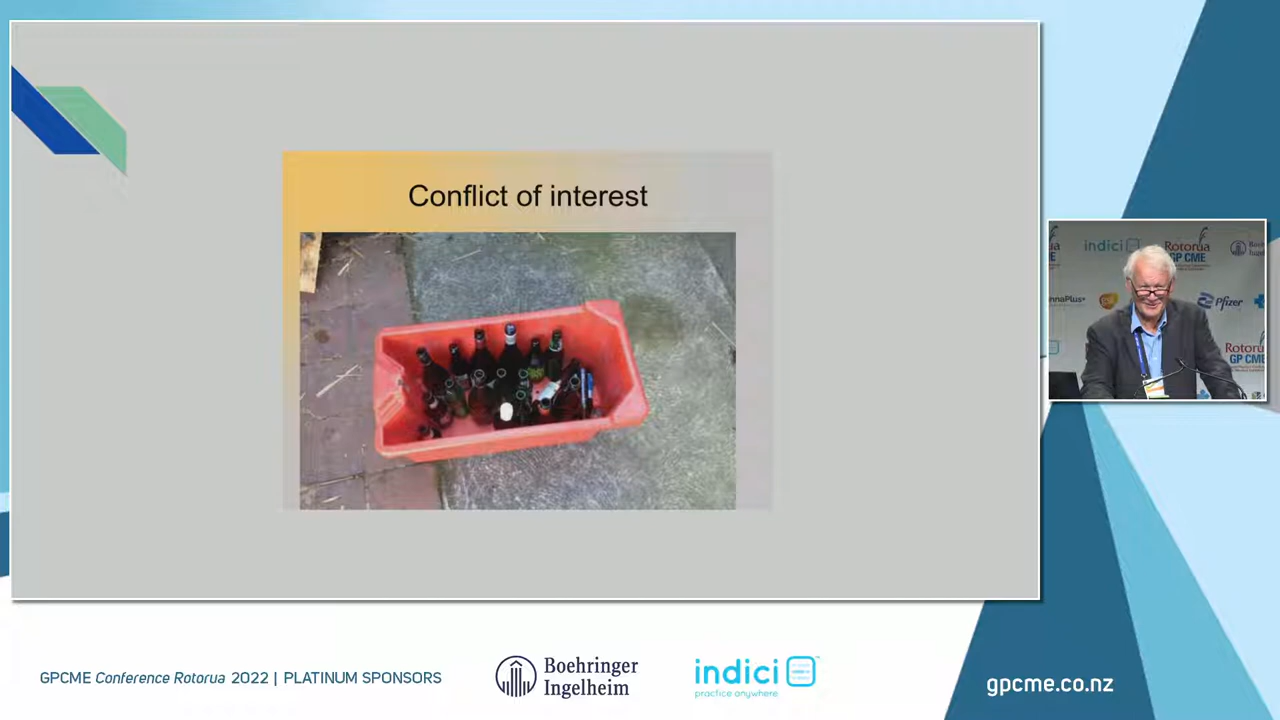 Conflict of interest
indici
Rotorua
GP CME
Pfizer
Rotorua
GP CME
GPCME Conference Rotorua 2022 | PLATINUM SPONSORS
Boehringer
Ingelheim
indici
practice anywhere™
gpcme.co.nz